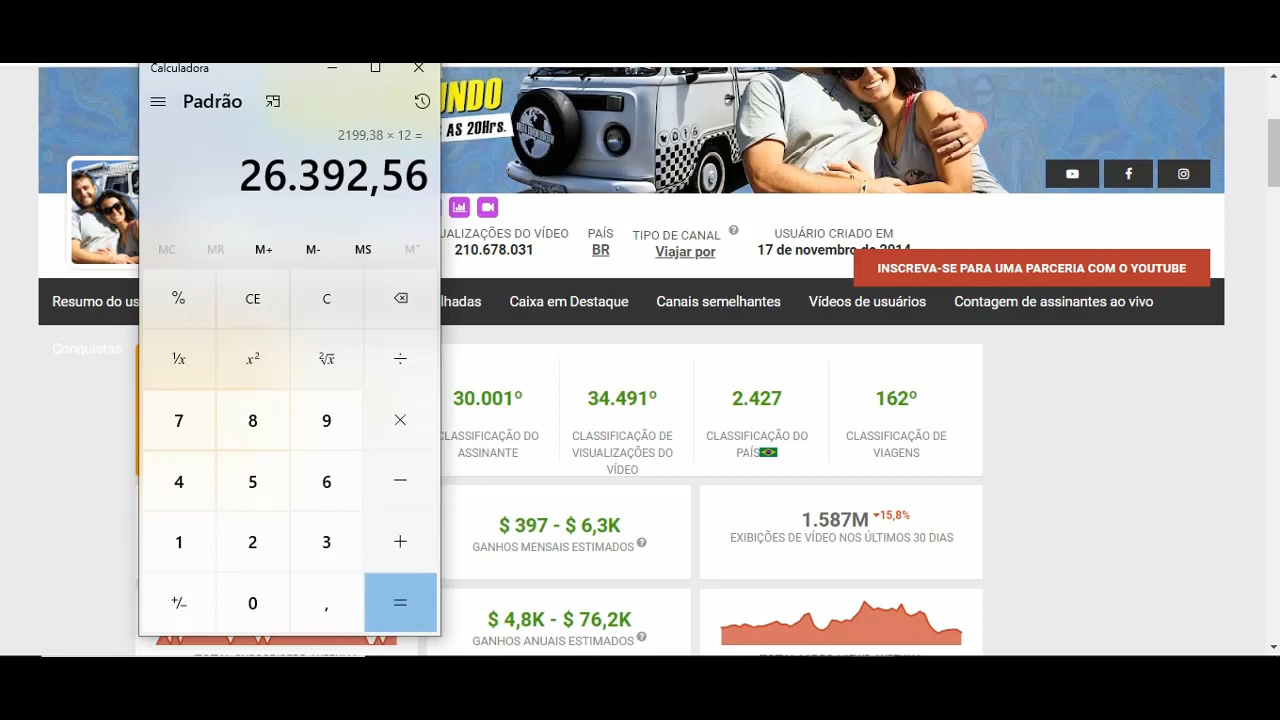 Calculadora
Padrão
2199,38 × 12 =
26.392,56
MC MR M+ M- MS
% CE C
¹⁄x x² ²√x ÷
7 8 9 ×
4 5 6 −
1 2 3 +
+/− 0 , =
UNDO
AS 20Hrs.
UALIZAÇÕES DO VÍDEO
210.678.031
PAÍS
BR
TIPO DE CANAL
Viajar por
USUÁRIO CRIADO EM
17 de novembro de 2014
INSCREVA-SE PARA UMA PARCERIA COM O YOUTUBE
Resumo do us lhadas Caixa em Destaque Canais semelhantes Vídeos de usuários Contagem de assinantes ao vivo
Conquistas
30.001º
CLASSIFICAÇÃO DO
ASSINANTE
34.491º
CLASSIFICAÇÃO DE
VISUALIZAÇÕES DO
VÍDEO
2.427
CLASSIFICAÇÃO DO
PAÍS
162º
CLASSIFICAÇÃO DE
VIAGENS
$ 397 - $ 6,3K
GANHOS MENSAIS ESTIMADOS
1.587M 15,8%
EXIBIÇÕES DE VÍDEO NOS ÚLTIMOS 30 DIAS
$ 4,8K - $ 76,2K
GANHOS ANUAIS ESTIMADOS